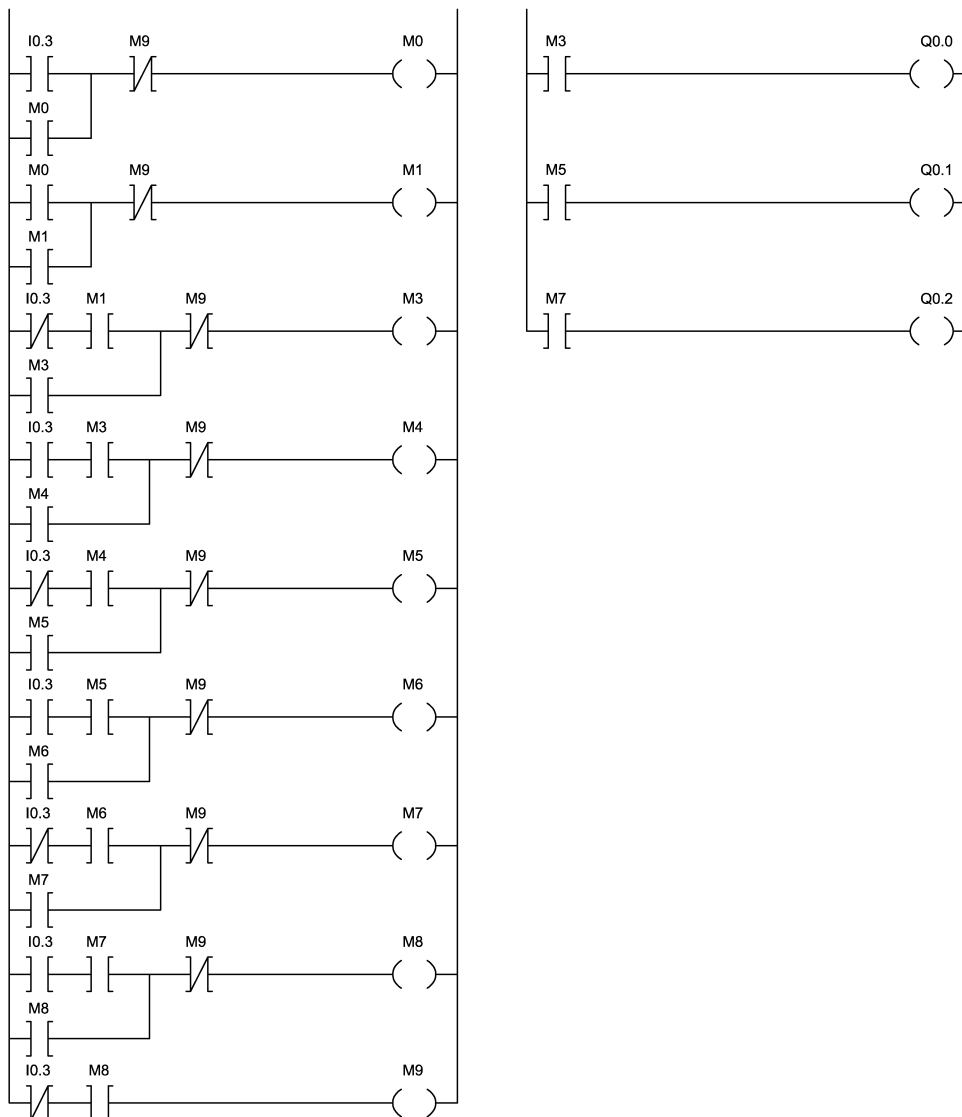 I0.3 M9 M0
M0
M0 M9 M1
M1
I0.3 M1 M9 M3
M3
I0.3 M3 M9 M4
M4
I0.3 M4 M9 M5
M5
I0.3 M5 M9 M6
M6
I0.3 M6 M9 M7
M7
I0.3 M7 M9 M8
M8
I0.3 M8 M9
M3 Q0.0
M5 Q0.1
M7 Q0.2